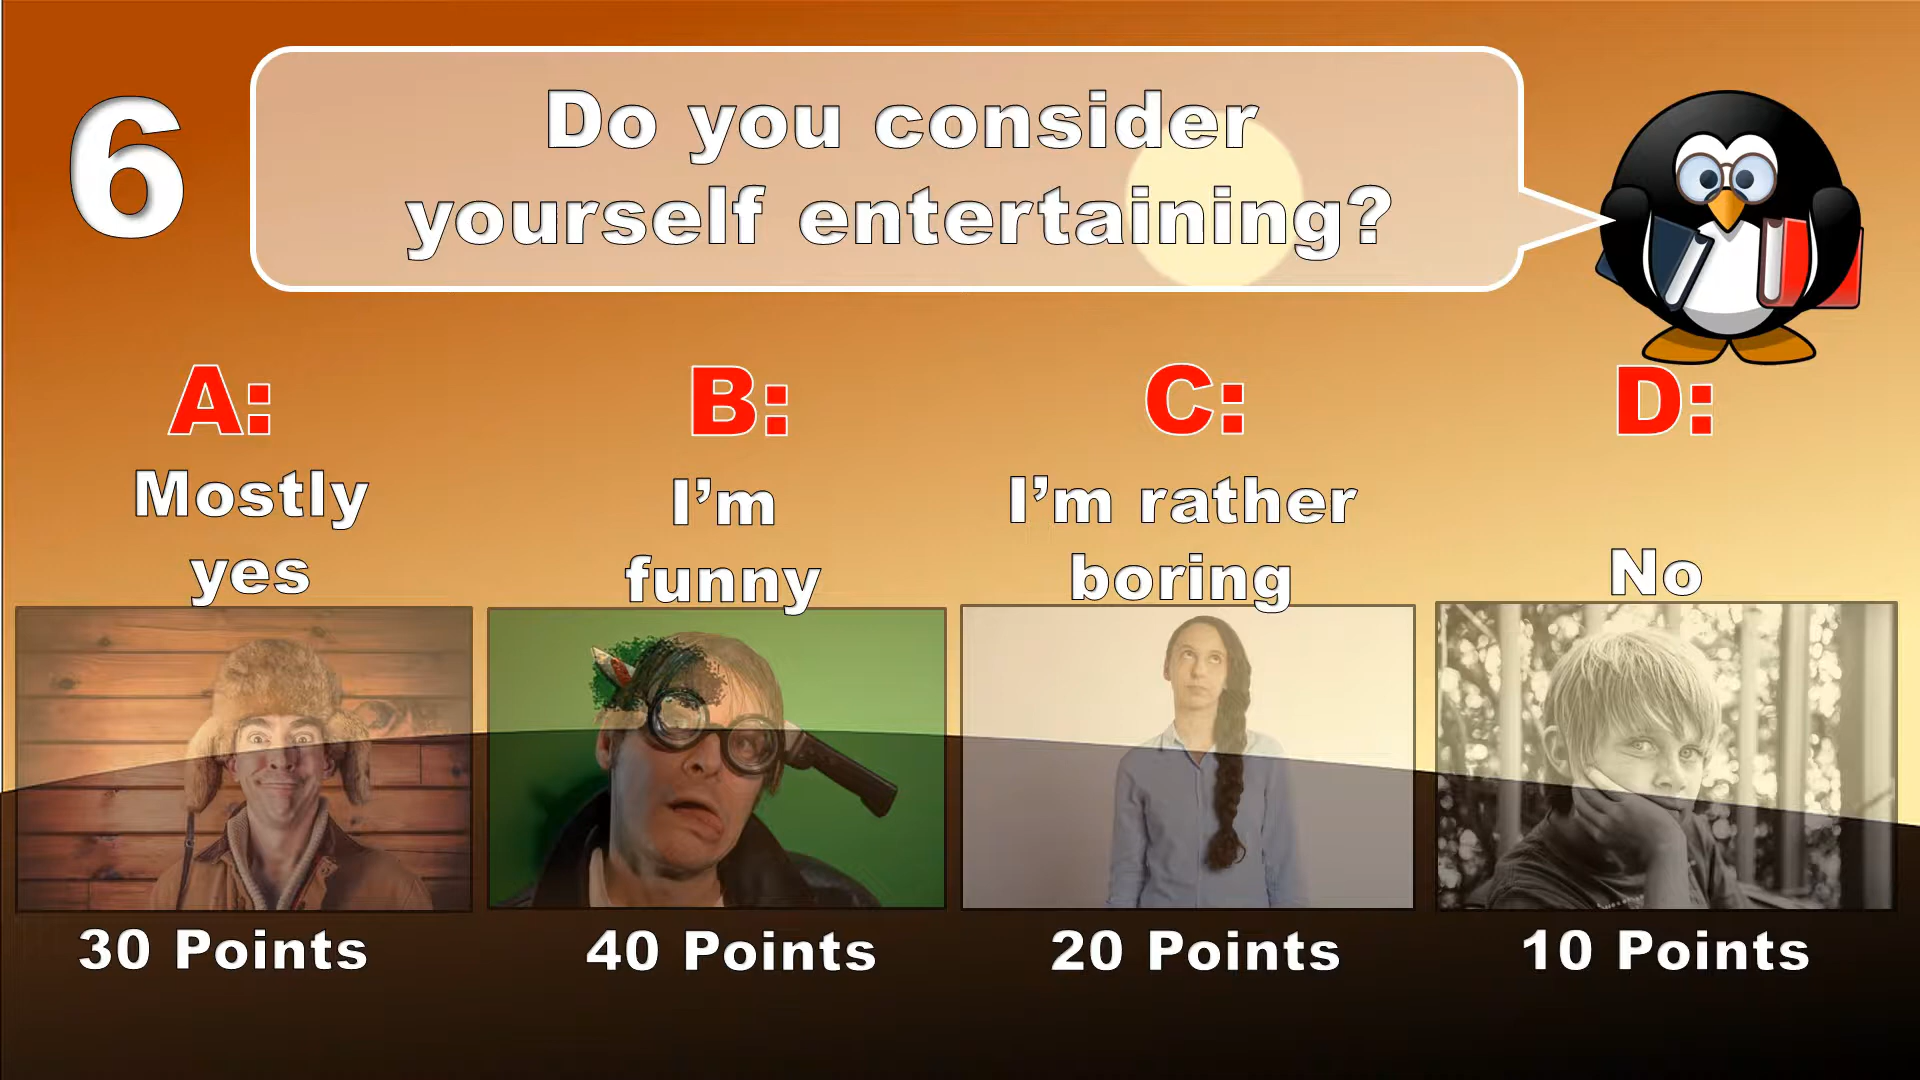 6
Do you consider
yourself entertaining?
A:
Mostly
yes
30 Points
B:
I’m
funny
40 Points
C:
I’m rather
boring
20 Points
D:
No
10 Points